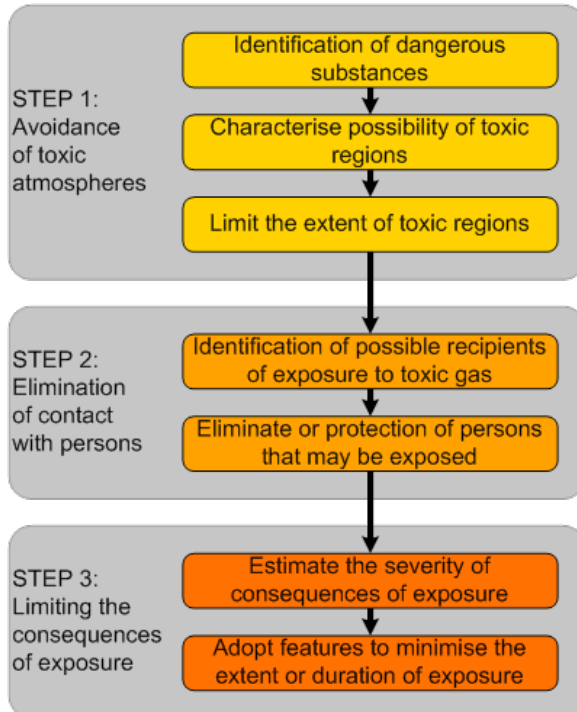 STEP 1:
Avoidance
of toxic
atmospheres
Identification of dangerous
substances
Characterise possibility of toxic
regions
Limit the extent of toxic regions
STEP 2:
Elimination
of contact
with persons
Identification of possible recipients
of exposure to toxic gas
Eliminate or protection of persons
that may be exposed
STEP 3:
Limiting the
consequences
of exposure
Estimate the severity of
consequences of exposure
Adopt features to minimise the
extent or duration of exposure